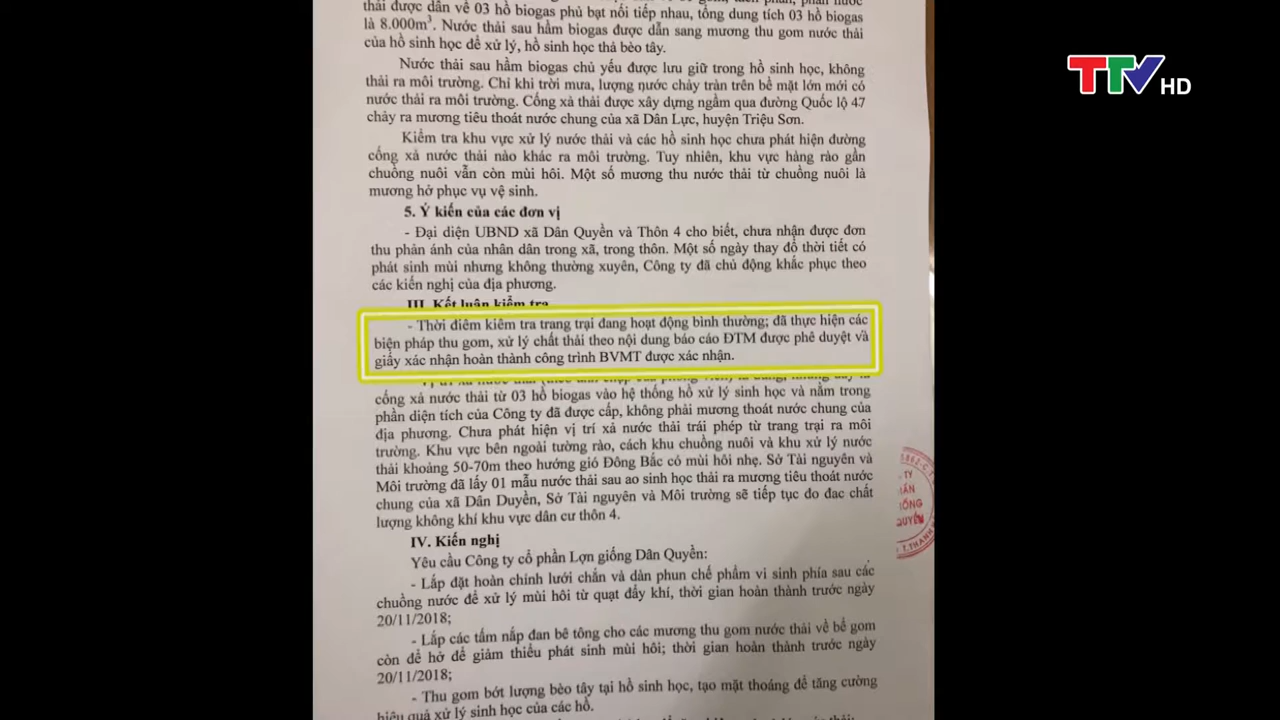 thải được dẫn về 03 hồ biogas phủ bạt nối tiếp nhau, tổng dung tích 03 hồ biogas
là 8.000m³. Nước thải sau hầm biogas được dẫn sang mương thu gom nước thải
của hồ sinh học để xử lý, hồ sinh học thả bèo tây.
Nước thải sau hầm biogas chủ yếu được lưu giữ trong hồ sinh học, không
thải ra môi trường. Chỉ khi trời mưa, lượng nước chảy tràn trên bề mặt lớn mới có
nước thải ra môi trường. Cống xả thải được xây dựng ngầm qua đường Quốc lộ 47
chảy ra mương tiêu thoát nước chung của xã Dân Lực, huyện Triệu Sơn.
Kiểm tra khu vực xử lý nước thải và các hồ sinh học chưa phát hiện đường
cống xả nước thải nào khác ra môi trường. Tuy nhiên, khu vực hàng rào gần
chuồng nuôi vẫn còn mùi hôi. Một số mương thu nước thải từ chuồng nuôi là
mương hở phục vụ vệ sinh.
5. Ý kiến của các đơn vị
- Đại diện UBND xã Dân Quyền và Thôn 4 cho biết, chưa nhận được đơn
thu phản ánh của nhân dân trong xã, trong thôn. Một số ngày thay đổ thời tiết có
phát sinh mùi nhưng không thường xuyên, Công ty đã chủ động khắc phục theo
các kiến nghị của địa phương.
III. Kết luận kiểm tra
- Thời điểm kiểm tra trang trại đang hoạt động bình thường; đã thực hiện các
biện pháp thu gom, xử lý chất thải theo nội dung báo cáo ĐTM được phê duyệt và
giấy xác nhận hoàn thành công trình BVMT được xác nhận.
cống xả nước thải từ 03 hồ biogas vào hệ thống hồ xử lý sinh học và nằm trong
phần diện tích của Công ty đã được cấp, không phải mương thoát nước chung của
địa phương. Chưa phát hiện vị trí xả nước thải trái phép từ trang trại ra môi
trường. Khu vực bên ngoài tường rào, cách khu chuồng nuôi và khu xử lý nước
thải khoảng 50-70m theo hướng gió Đông Bắc có mùi hôi nhẹ. Sở Tài nguyên và
Môi trường đã lấy 01 mẫu nước thải sau ao sinh học thải ra mương tiêu thoát nước
chung của xã Dân Duyền, Sở Tài nguyên và Môi trường sẽ tiếp tục đo đạc chất
lượng không khí khu vực dân cư thôn 4.
IV. Kiến nghị
Yêu cầu Công ty cổ phần Lợn giống Dân Quyền:
- Lắp đặt hoàn chỉnh lưới chắn và dàn phun chế phẩm vi sinh phía sau các
chuồng nước để xử lý mùi hôi từ quạt đẩy khí, thời gian hoàn thành trước ngày
20/11/2018;
- Lắp các tấm nắp đan bê tông cho các mương thu gom nước thải về bể gom
còn để hở để giảm thiểu phát sinh mùi hôi; thời gian hoàn thành trước ngày
20/11/2018;
- Thu gom bớt lượng bèo tây tại hồ sinh học, tạo mặt thoáng để tăng cường
hiệu quả xử lý sinh học của các hồ.
TTV HD